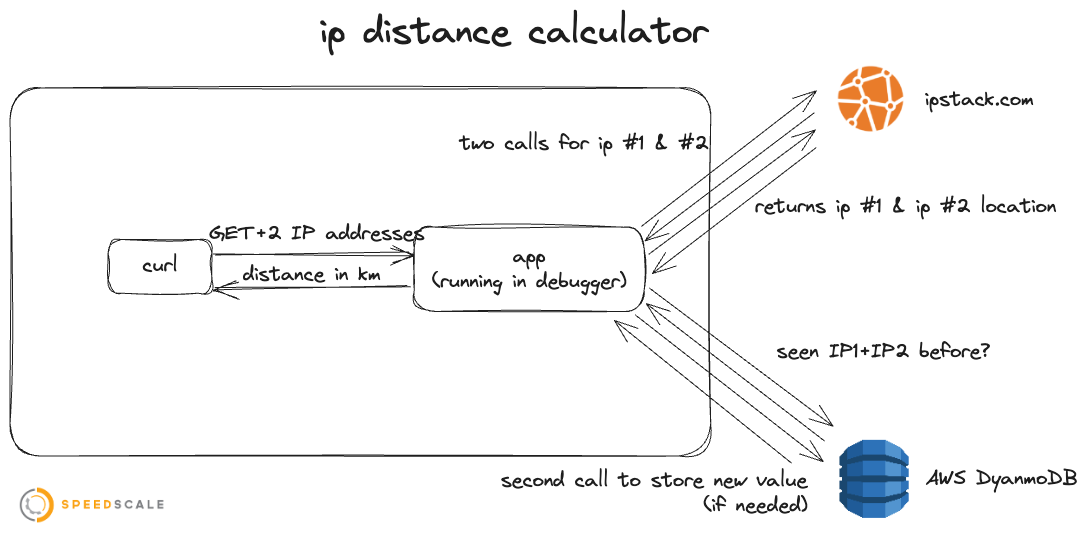 ip distance calculator
ipstack.com
two calls for ip #1 & #2
returns ip #1 & ip #2 location
GET+2 IP addresses
curl
app
(running in debugger)
distance in km
seen IP1+IP2 before?
second call to store new value
(if needed)
AWS DyanmoDB
SPEEDSCALE